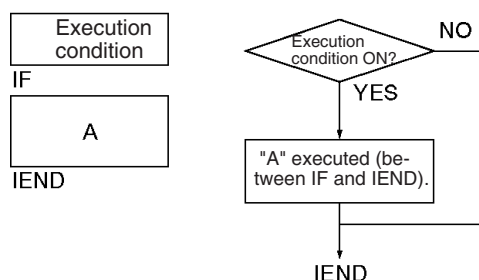 Execution
condition
IF
A
IEND
Execution
condition ON?
NO
YES
"A" executed (be-
tween IF and IEND).
IEND